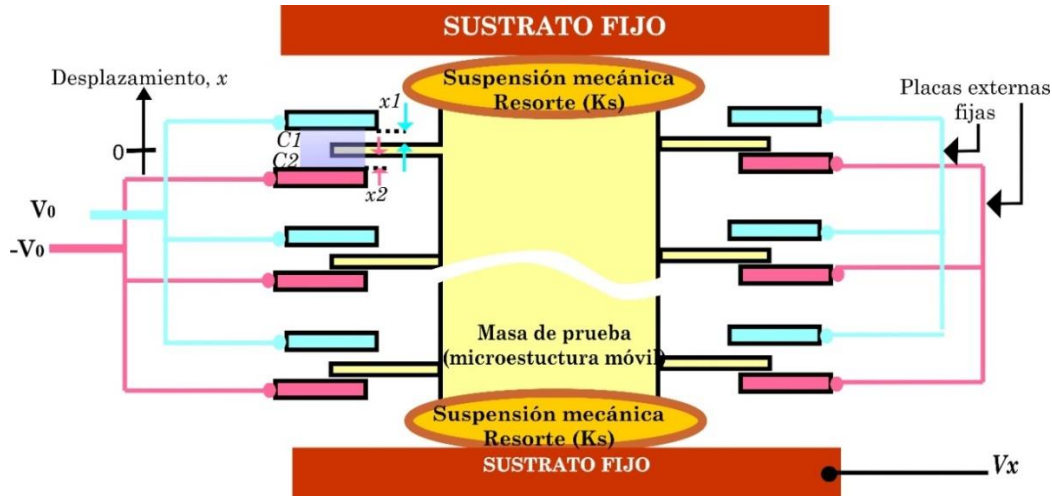 SUSTRATO FIJO
Suspensión mecánica
Resorte (Ks)
Desplazamiento, x
x1
Placas externas
fijas
C1
0
C2
x2
V0
-V0
Masa de prueba
(microestuctura móvil)
Suspensión mecánica
Resorte (Ks)
SUSTRATO FIJO
Vx